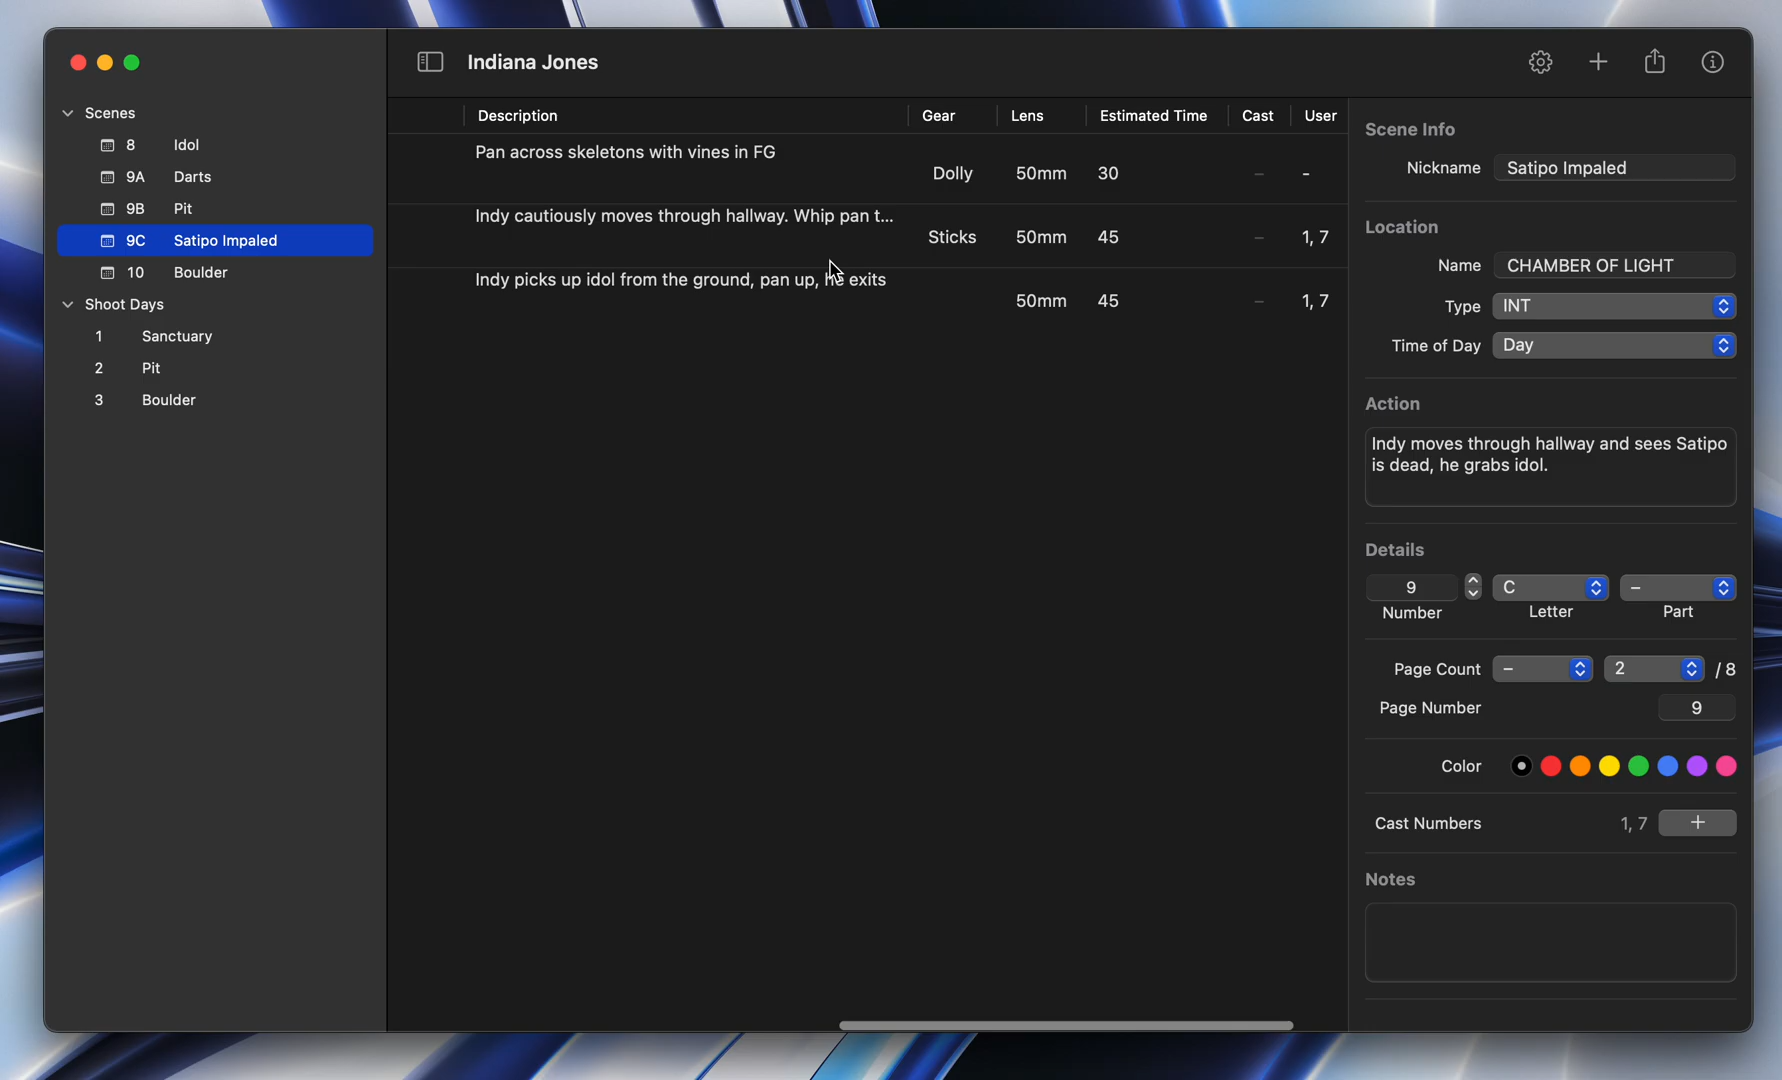 Indiana Jones
Scenes
8 Idol
9A Darts
9B Pit
9C Satipo Impaled
10 Boulder
Shoot Days
1 Sanctuary
2 Pit
3 Boulder
Description Gear Lens Estimated Time Cast User
Pan across skeletons with vines in FG
Dolly 50mm 30 – -
Indy cautiously moves through hallway. Whip pan t...
Sticks 50mm 45 – 1, 7
Indy picks up idol from the ground, pan up, he exits
50mm 45 – 1, 7
Scene Info
Nickname Satipo Impaled
Location
Name CHAMBER OF LIGHT
Type INT
Time of Day Day
Action
Indy moves through hallway and sees Satipo
is dead, he grabs idol.
Details
9 C –
Number Letter Part
Page Count – 2 / 8
Page Number 9
Color
Cast Numbers 1, 7 +
Notes